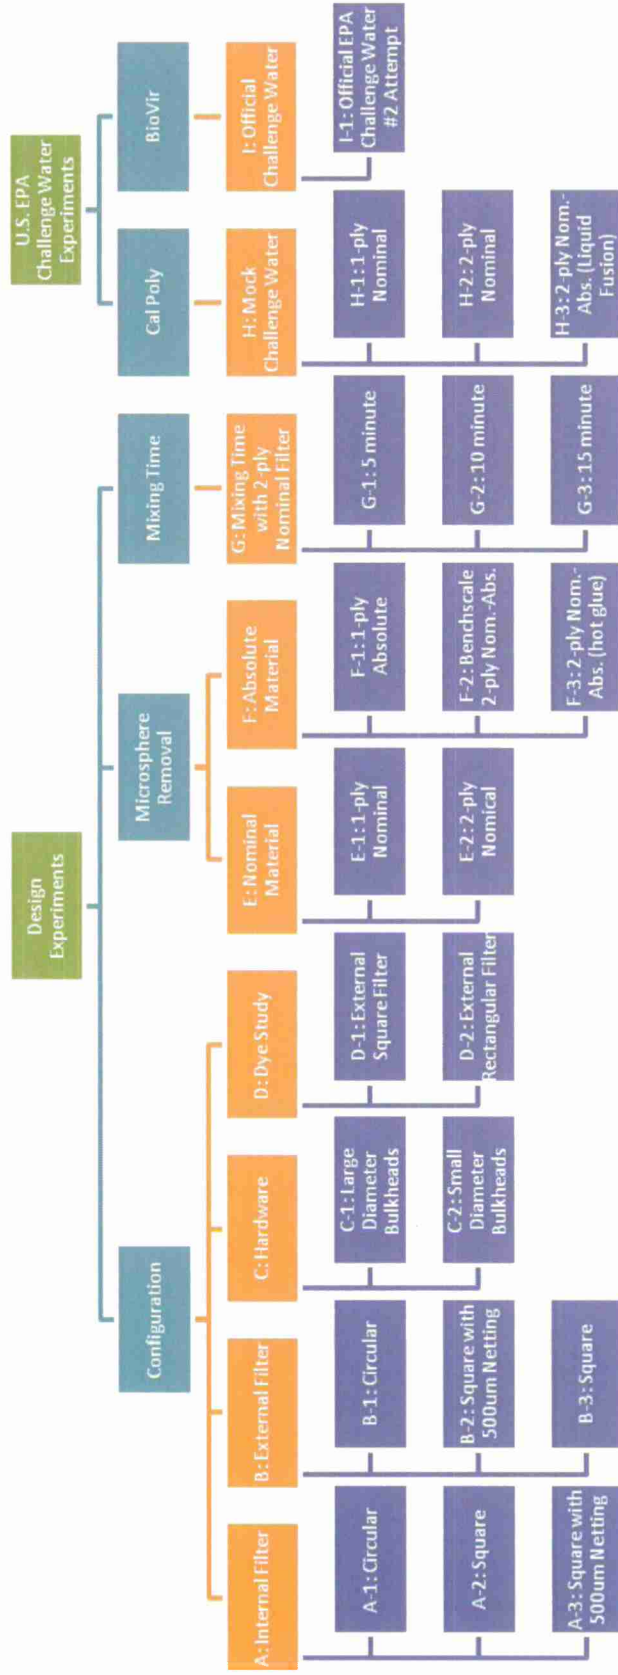 Design
Experiments
U.S. EPA
Challenge Water
Experiments
Configuration
Microsphere
Removal
Mixing Time
Cal Poly
BioVir
A: Internal Filter
B: External Filter
C: Hardware
D: Dye Study
E: Nominal
Material
F: Absolute
Material
G: Mixing Time
with 2-ply
Nominal Filter
H: Mock
Challenge Water
I: Official
Challenge Water
A-1: Circular
A-2: Square
A-3: Square with
500um Netting
B-1: Circular
B-2: Square with
500um Netting
B-3: Square
C-1: Large
Diameter
Bulkheads
C-2: Small
Diameter
Bulkheads
D-1: External
Square Filter
D-2: External
Rectangular Filter
E-1: 1-ply
Nominal
E-2: 2-ply
Nomical
F-1: 1-ply
Absolute
F-2: Benchscale
2-ply Nom.-Abs.
F-3: 2-ply Nom.-
Abs. (hot glue)
G-1: 5 minute
G-2: 10 minute
G-3: 15 minute
H-1: 1-ply
Nominal
H-2: 2-ply
Nominal
H-3: 2-ply Nom.-
Abs. (Liquid
Fusion)
I-1: Official EPA
Challenge Water
#2 Attempt